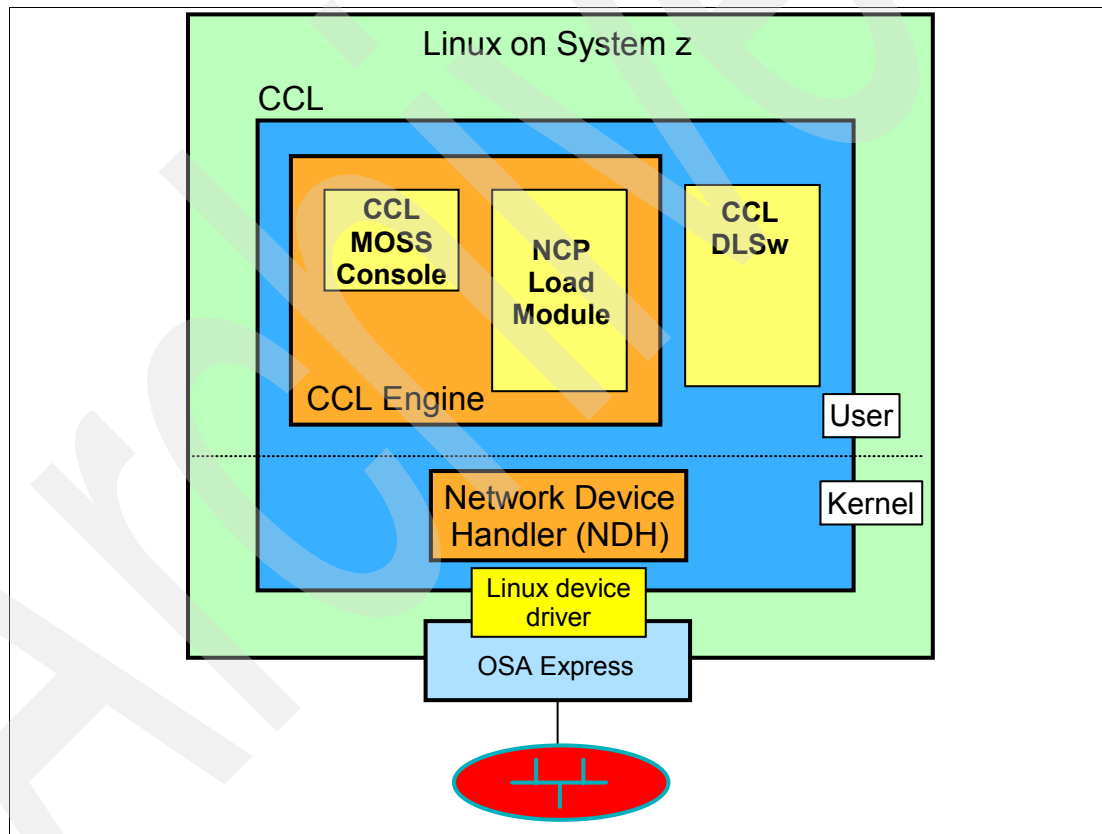 Linux on System z
CCL
CCL
MOSS
Console
NCP
Load
Module
CCL
DLSw
CCL Engine
User
Kernel
Network Device
Handler (NDH)
Linux device
driver
OSA Express
Archive